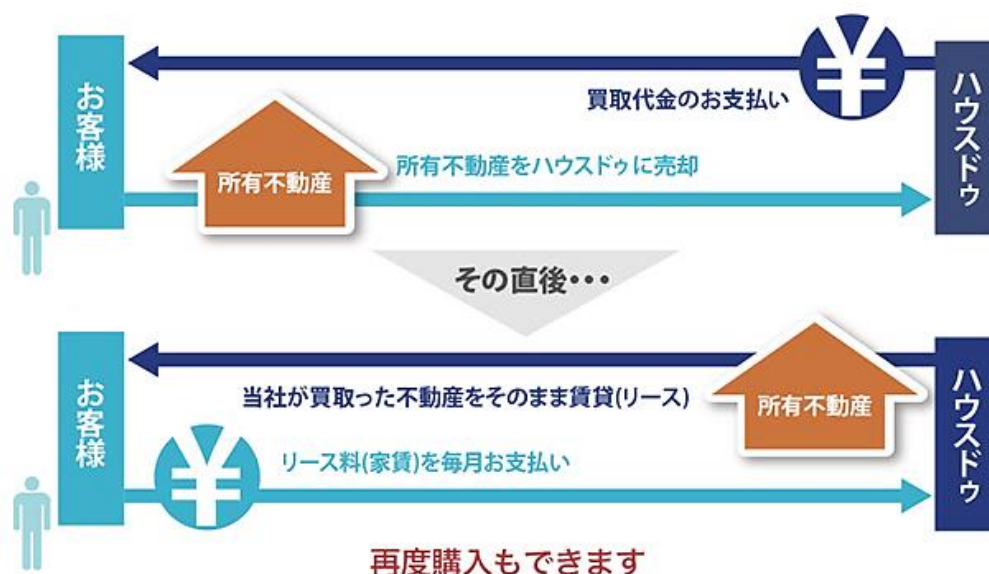 お客様
ハウスドゥ
¥
買取代金のお支払い
所有不動産
所有不動産をハウスドゥに売却
その直後・・・
お客様
ハウスドゥ
当社が買取った不動産をそのまま賃貸(リース)
所有不動産
¥
リース料(家賃)を毎月お支払い
再度購入もできます